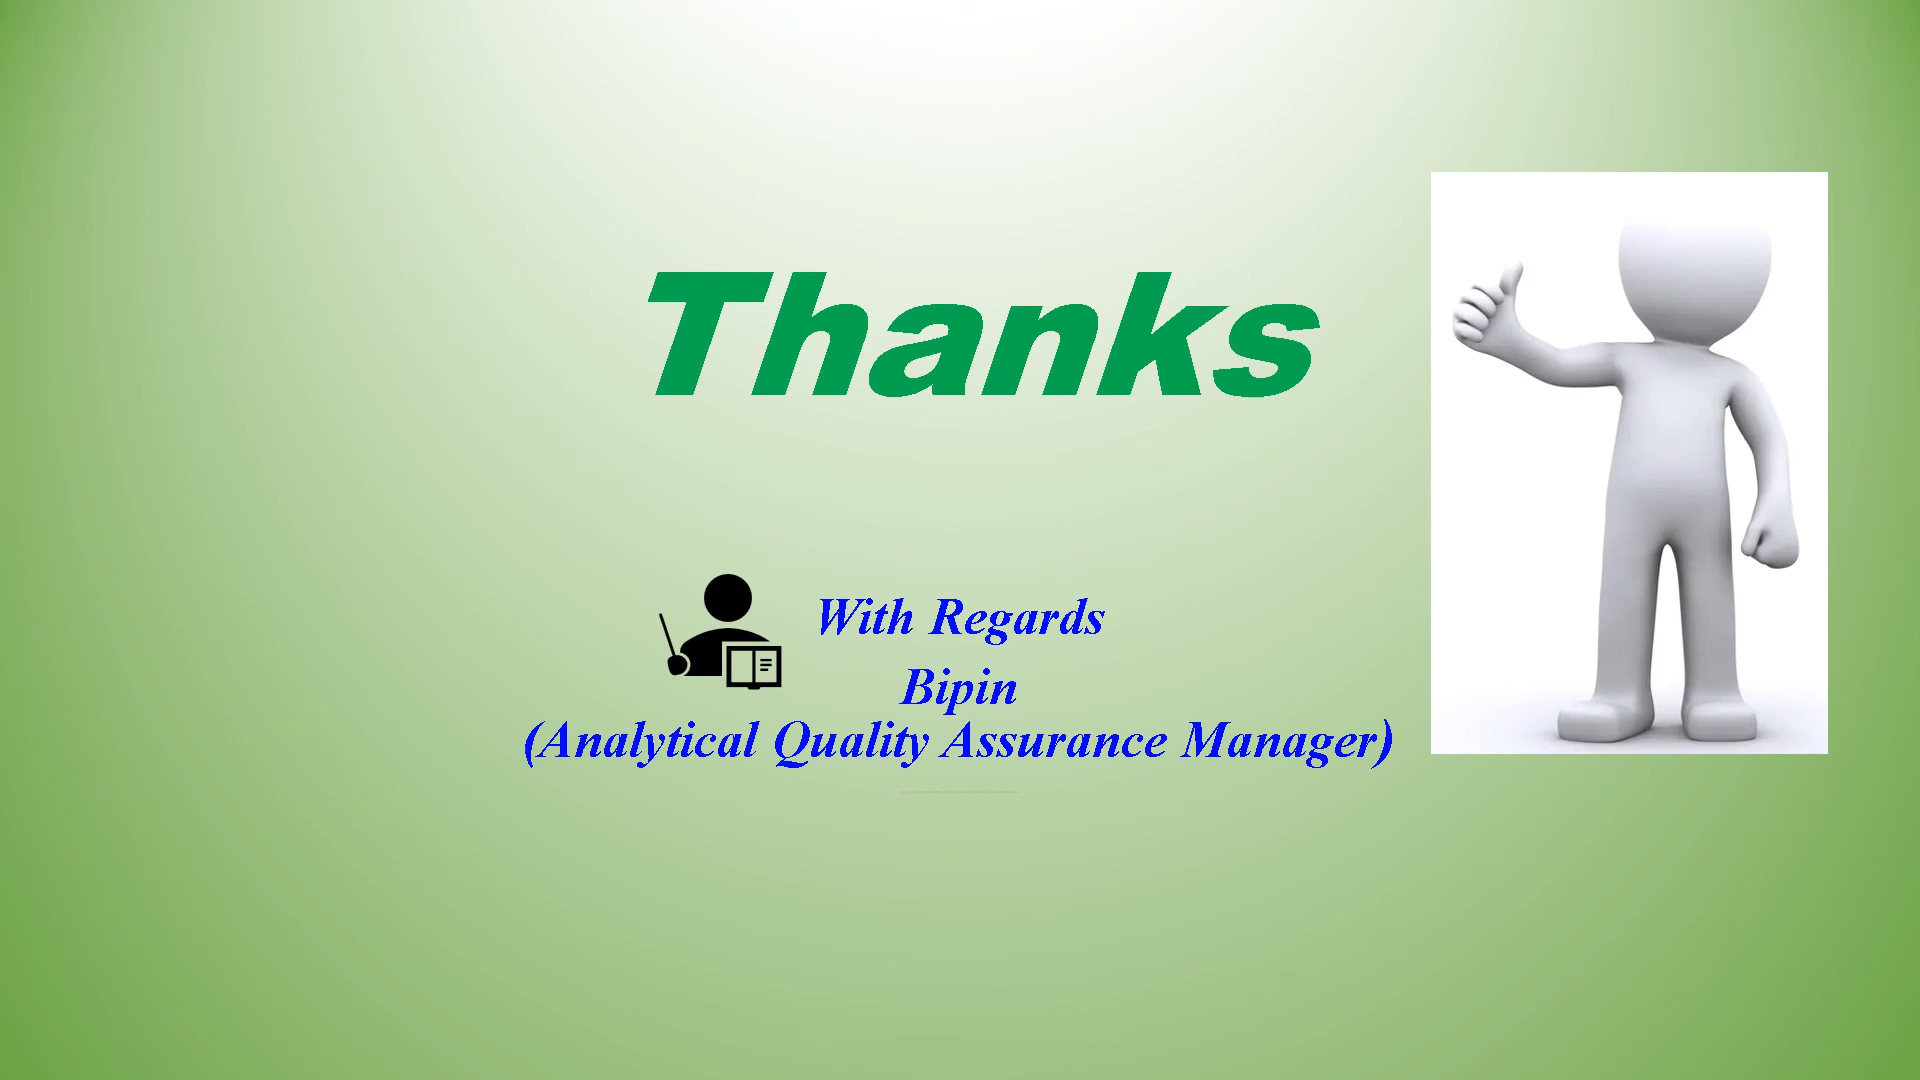 Thanks
With Regards
Bipin
(Analytical Quality Assurance Manager)